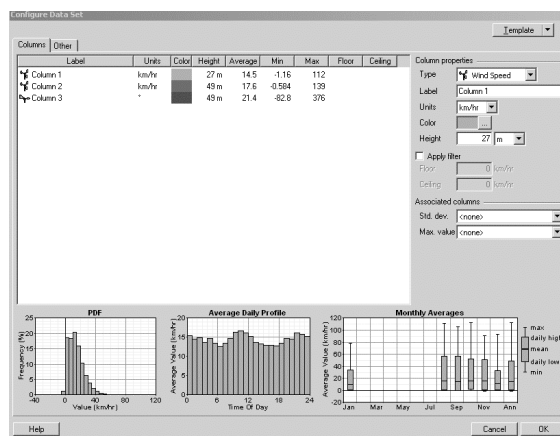 Configure Data Set
Template
Columns Other
Label Units Color Height Average Min Max Floor Ceiling
Column 1 km/hr 27 m 14.5 -1.16 112
Column 2 km/hr 49 m 17.6 -0.584 139
Column 3 ° 49 m 21.4 -82.8 376
Column properties
Type Wind Speed
Label Column 1
Units km/hr
Color ...
Height 27 m
Apply filter
Floor 0 km/hr
Ceiling 0 km/hr
Associated columns
Std. dev. <none>
Max. value <none>
PDF
Frequency (%)
25
20
15
10
5
0
-40 0 40 80 120
Value (km/hr)
Average Daily Profile
Average Value (km/hr)
20
15
10
5
0
0 6 12 18 24
Time Of Day
Monthly Averages
Average Value (km/hr)
120
100
80
60
40
20
0
-20
Jan Mar May Jul Sep Nov Ann
max
daily high
mean
daily low
min
Help
Cancel
OK